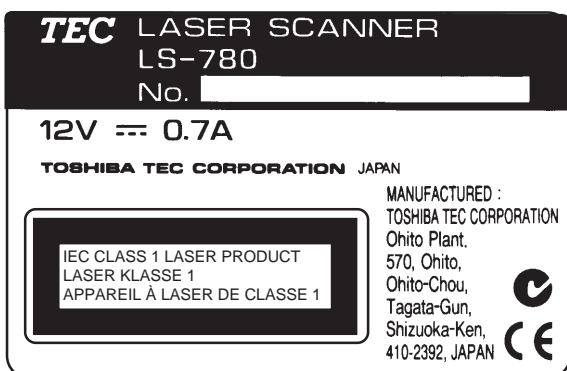 TEC LASER SCANNER
LS-780
No.
12V ⎓ 0.7A
TOSHIBA TEC CORPORATION JAPAN
IEC CLASS 1 LASER PRODUCT
LASER KLASSE 1
APPAREIL À LASER DE CLASSE 1
MANUFACTURED :
TOSHIBA TEC CORPORATION
Ohito Plant.
570, Ohito,
Ohito-Chou,
Tagata-Gun,
Shizuoka-Ken,
410-2392, JAPAN
CE